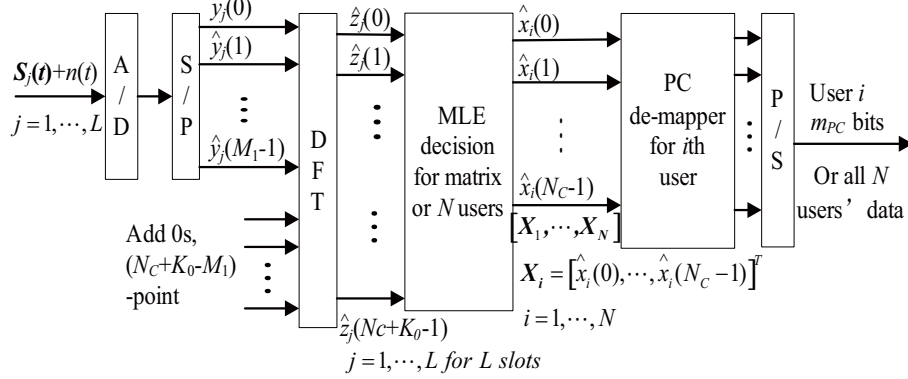 S_j(t)+n(t)
j = 1,⋯,L
A / D
S / P
y_j(0)
ŷ_j(1)
ŷ_j(M_1-1)
Add 0s,
(N_C+K_0-M_1)
-point
D F T
ẑ_j(0)
ẑ_j(1)
ẑ_j(Nc+K_0-1)
j = 1,⋯,L for L slots
MLE
decision
for matrix
or N users
x̂_i(0)
x̂_i(1)
x̂_i(N_C-1)
[X_1,⋯,X_N]
X_i = [x̂_i(0),⋯,x̂_i(N_C-1)]^T
i = 1,⋯,N
PC
de-mapper
for ith
user
P / S
User i
m_PC bits
Or all N
users' data